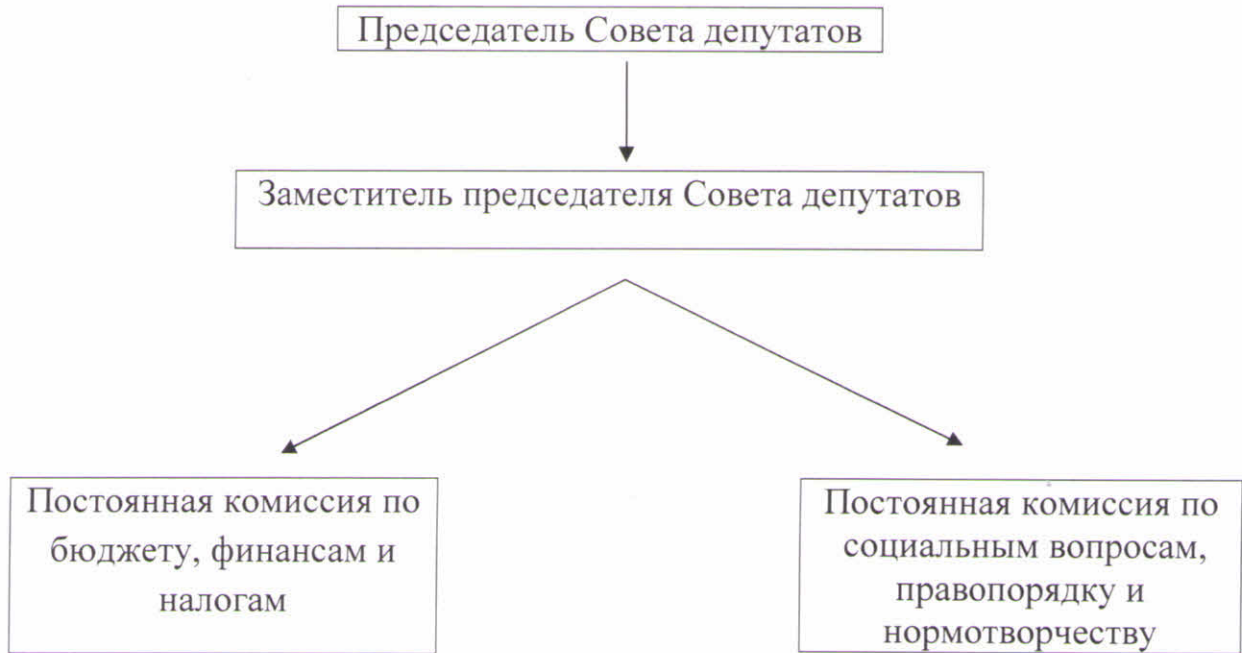 Председатель Совета депутатов
Заместитель председателя Совета депутатов
Постоянная комиссия по
бюджету, финансам и
налогам
Постоянная комиссия по
социальным вопросам,
правопорядку и
нормотворчеству